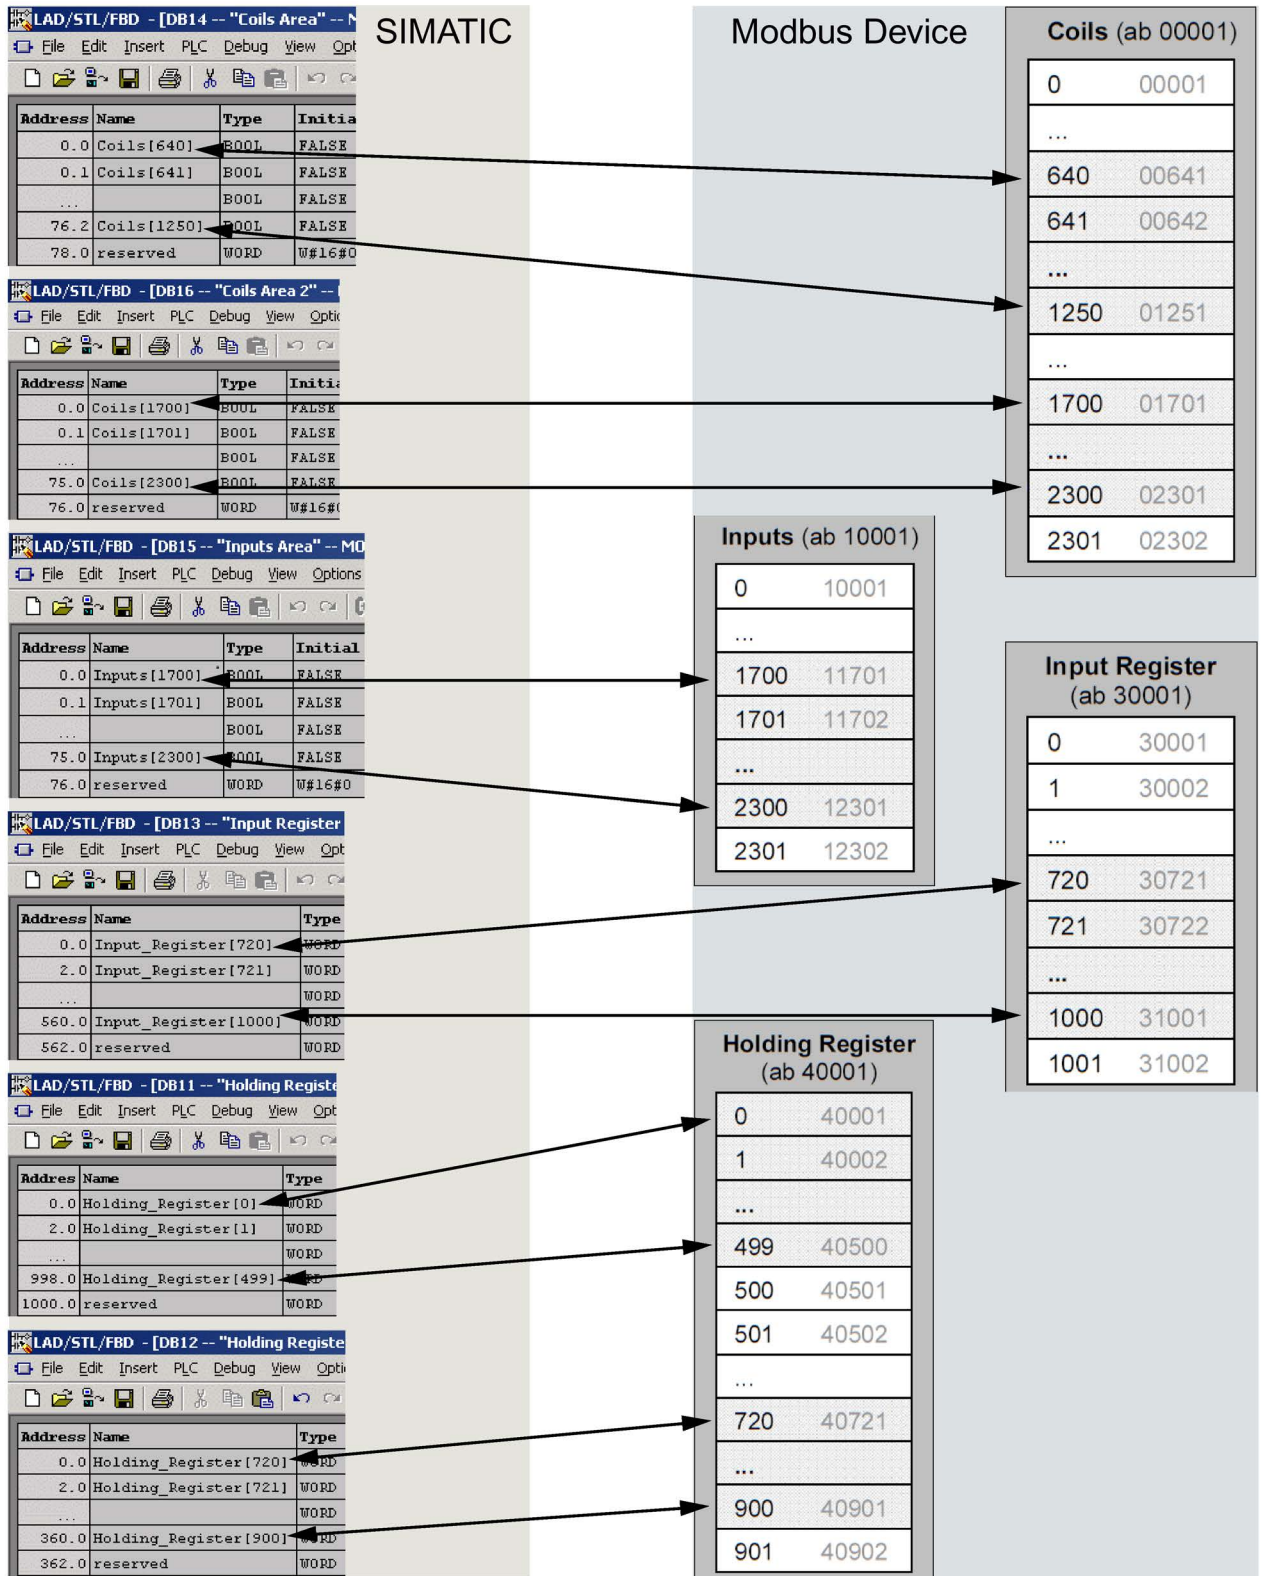 SIMATIC
Modbus Device
LAD/STL/FBD - [DB14 -- "Coils Area" --
File Edit Insert PLC Debug View Opt
Address Name Type Initia
0.0 Coils[640] BOOL FALSE
0.1 Coils[641] BOOL FALSE
... BOOL FALSE
76.2 Coils[1250] BOOL FALSE
78.0 reserved WORD W#16#0
LAD/STL/FBD - [DB16 -- "Coils Area 2" --
File Edit Insert PLC Debug View Optio
Address Name Type Initia
0.0 Coils[1700] BOOL FALSE
0.1 Coils[1701] BOOL FALSE
... BOOL FALSE
75.0 Coils[2300] BOOL FALSE
76.0 reserved WORD W#16#0
LAD/STL/FBD - [DB15 -- "Inputs Area" -- MO
File Edit Insert PLC Debug View Options
Address Name Type Initial
0.0 Inputs[1700] BOOL FALSE
0.1 Inputs[1701] BOOL FALSE
... BOOL FALSE
75.0 Inputs[2300] BOOL FALSE
76.0 reserved WORD W#16#0
LAD/STL/FBD - [DB13 -- "Input Register
File Edit Insert PLC Debug View Opt
Address Name Type
0.0 Input_Register[720] WORD
2.0 Input_Register[721] WORD
... WORD
560.0 Input_Register[1000] WORD
562.0 reserved WORD
LAD/STL/FBD - [DB11 -- "Holding Registe
File Edit Insert PLC Debug View Opt
Addres Name Type
0.0 Holding_Register[0] WORD
2.0 Holding_Register[1] WORD
... WORD
998.0 Holding_Register[499] WORD
1000.0 reserved WORD
LAD/STL/FBD - [DB12 -- "Holding Registe
File Edit Insert PLC Debug View Opti
Address Name Type
0.0 Holding_Register[720] WORD
2.0 Holding_Register[721] WORD
... WORD
360.0 Holding_Register[900] WORD
362.0 reserved WORD
Coils (ab 00001)
0 00001
...
640 00641
641 00642
...
1250 01251
...
1700 01701
...
2300 02301
2301 02302
Inputs (ab 10001)
0 10001
...
1700 11701
1701 11702
...
2300 12301
2301 12302
Input Register
(ab 30001)
0 30001
1 30002
...
720 30721
721 30722
...
1000 31001
1001 31002
Holding Register
(ab 40001)
0 40001
1 40002
...
499 40500
500 40501
501 40502
...
720 40721
...
900 40901
901 40902